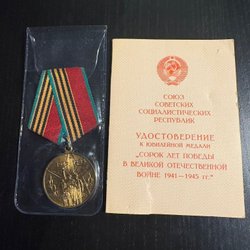 СОЮЗ
СОВЕТСКИХ
СОЦИАЛИСТИЧЕСКИХ
РЕСПУБЛИК
УДОСТОВЕРЕНИЕ
К ЮБИЛЕЙНОЙ МЕДАЛИ
„СОРОК ЛЕТ ПОБЕДЫ
В ВЕЛИКОЙ ОТЕЧЕСТВЕННОЙ
ВОЙНЕ 1941—1945 гг."